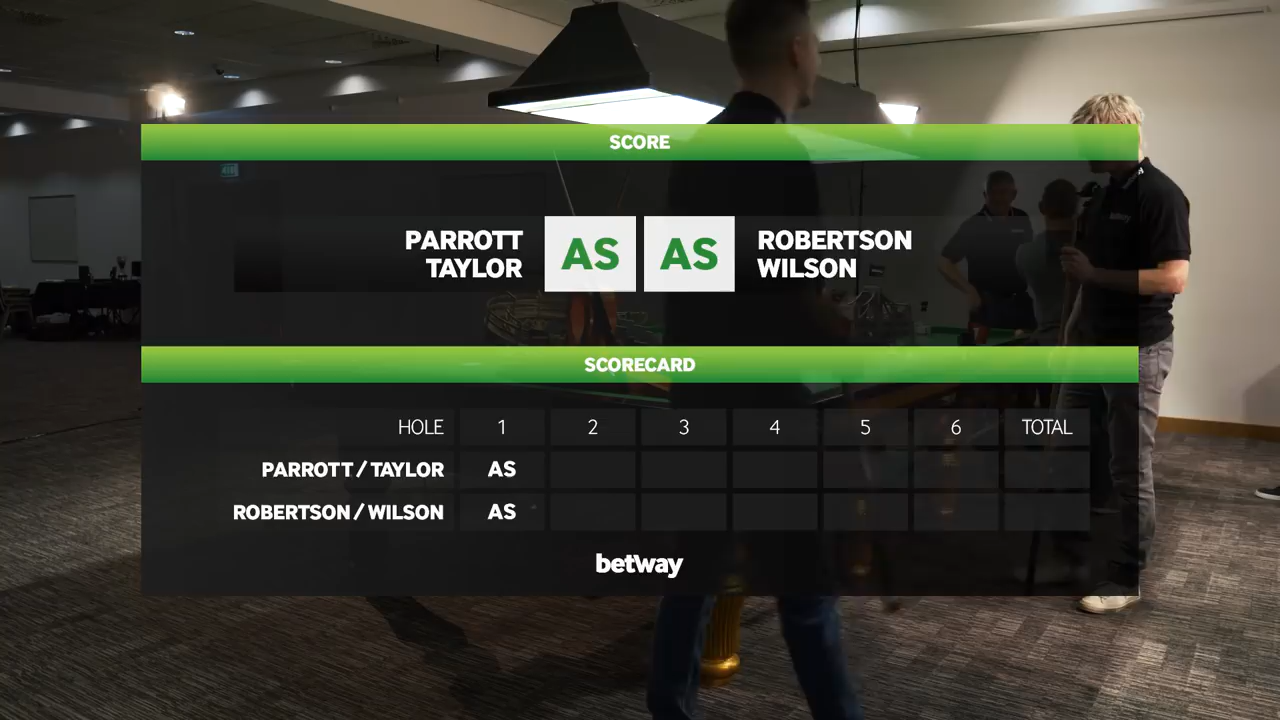 SCORE
PARROTT TAYLOR AS AS ROBERTSON WILSON
SCORECARD
HOLE 1 2 3 4 5 6 TOTAL
PARROTT / TAYLOR AS
ROBERTSON / WILSON AS
betway